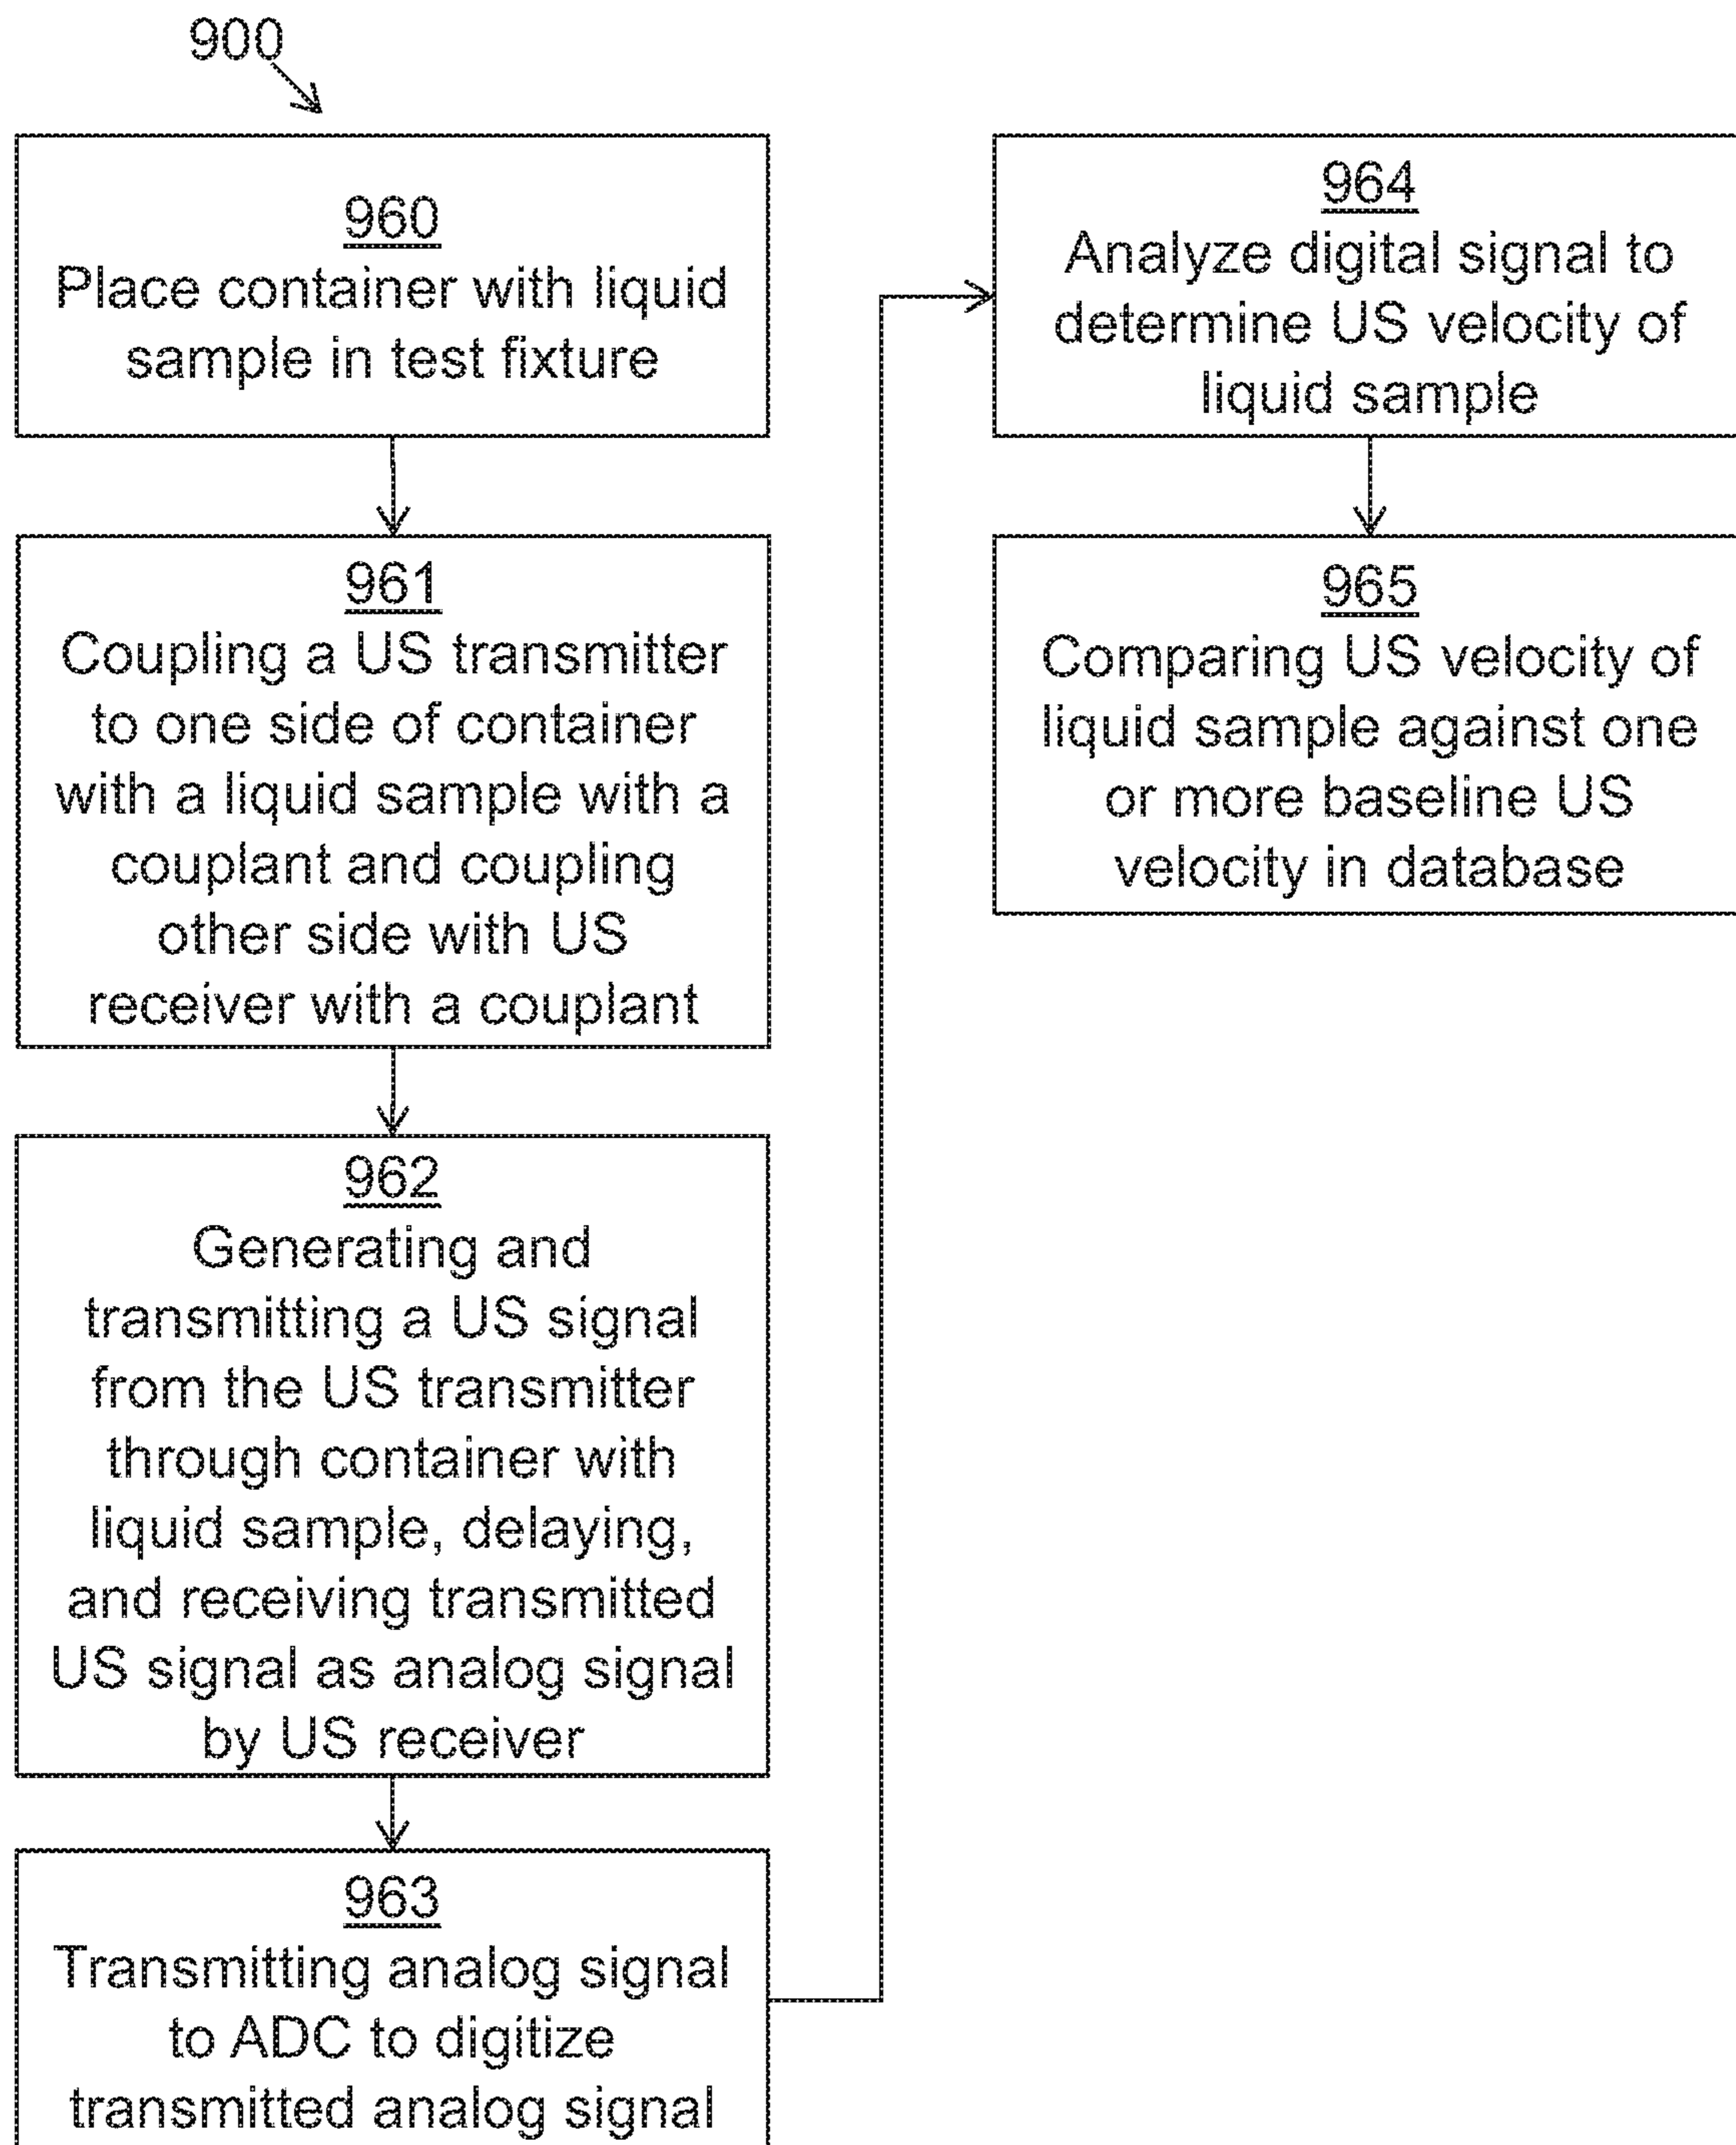 900
960
Place container with liquid
sample in test fixture
961
Coupling a US transmitter
to one side of container
with a liquid sample with a
couplant and coupling
other side with US
receiver with a couplant
962
Generating and
transmitting a US signal
from the US transmitter
through container with
liquid sample, delaying,
and receiving transmitted
US signal as analog signal
by US receiver
963
Transmitting analog signal
to ADC to digitize
transmitted analog signal
964
Analyze digital signal to
determine US velocity of
liquid sample
965
Comparing US velocity of
liquid sample against one
or more baseline US
velocity in database